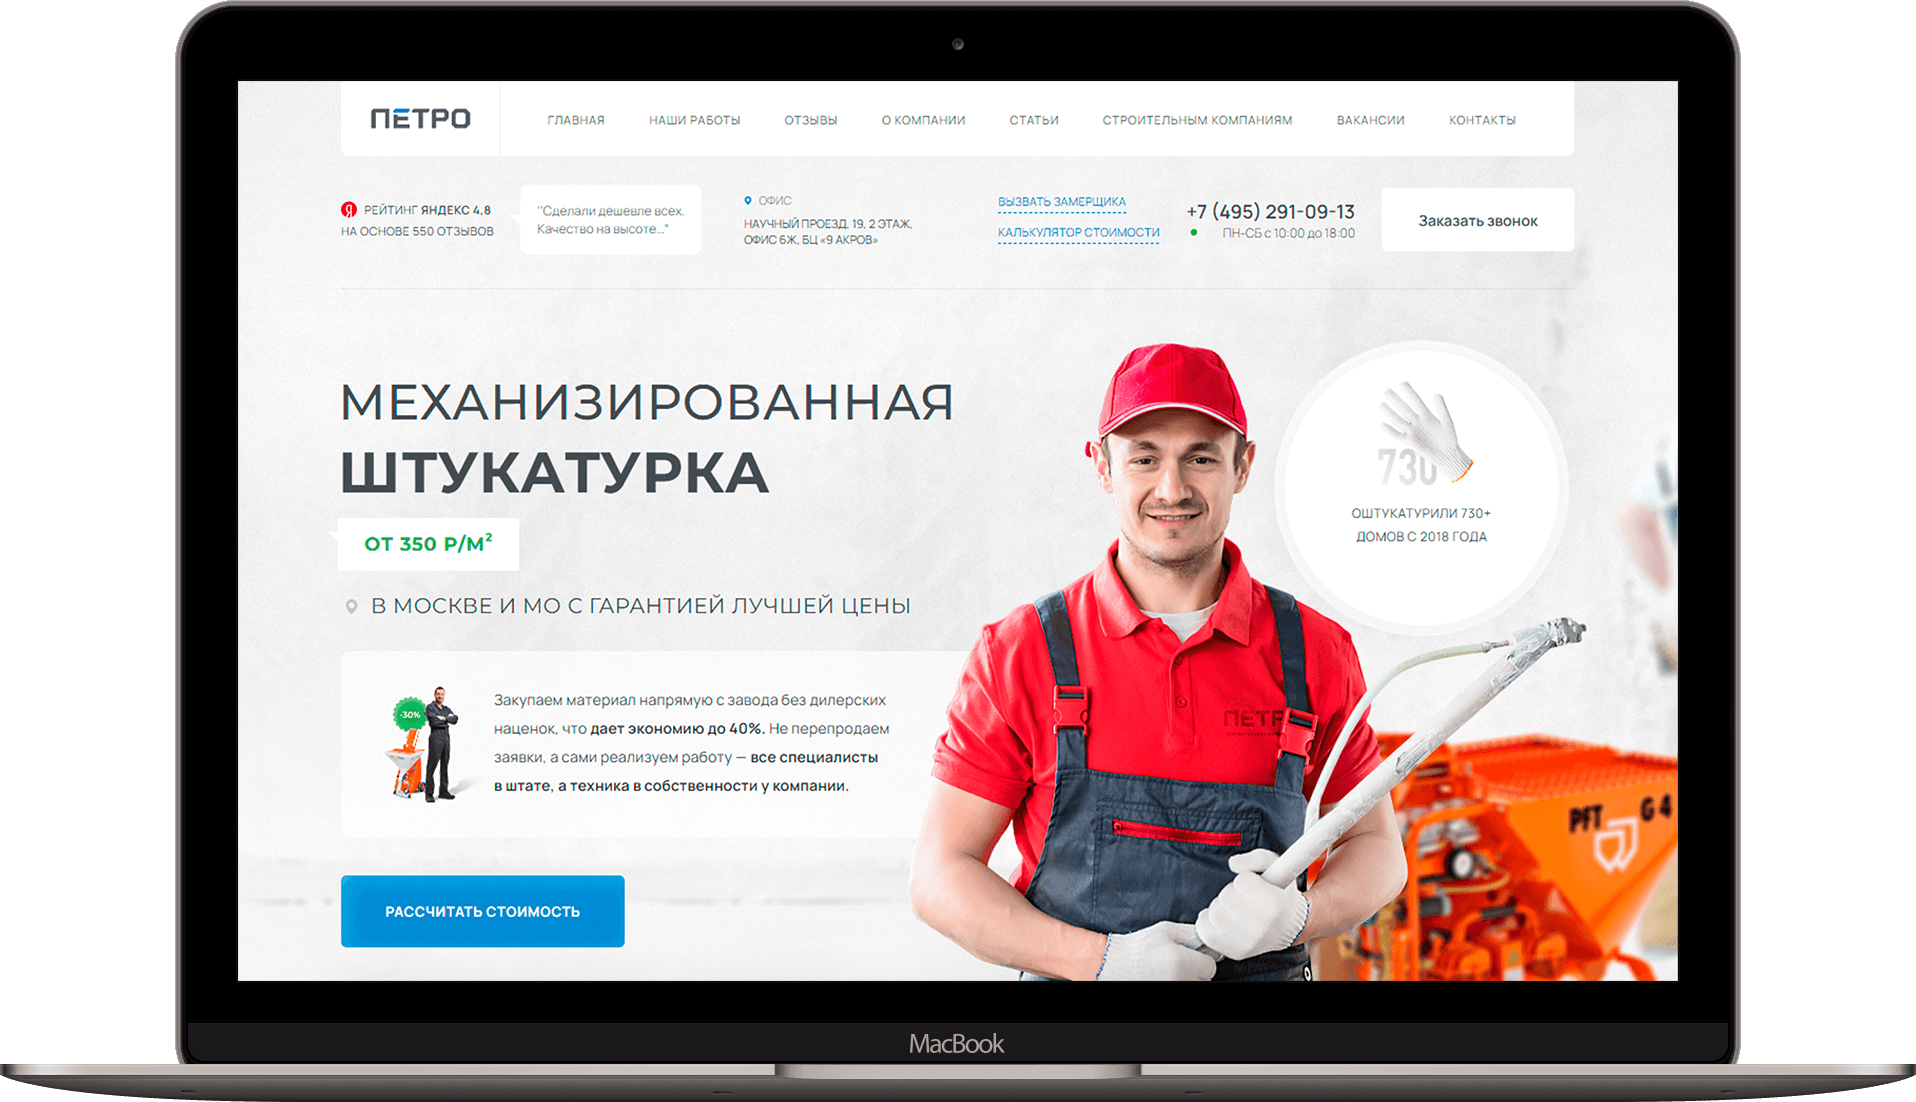 ПЕТРО
ГЛАВНАЯ НАШИ РАБОТЫ ОТЗЫВЫ О КОМПАНИИ СТАТЬИ СТРОИТЕЛЬНЫМ КОМПАНИЯМ ВАКАНСИИ КОНТАКТЫ
Я РЕЙТИНГ ЯНДЕКС 4,8
НА ОСНОВЕ 550 ОТЗЫВОВ
"Сделали дешевле всех.
Качество на высоте..."
ОФИС
НАУЧНЫЙ ПРОЕЗД, 19, 2 ЭТАЖ,
ОФИС 6Ж, БЦ «9 АКРОВ»
ВЫЗВАТЬ ЗАМЕРЩИКА
КАЛЬКУЛЯТОР СТОИМОСТИ
+7 (495) 291-09-13
ПН-СБ с 10:00 до 18:00
Заказать звонок
МЕХАНИЗИРОВАННАЯ
ШТУКАТУРКА
ОТ 350 Р/М²
В МОСКВЕ И МО С ГАРАНТИЕЙ ЛУЧШЕЙ ЦЕНЫ
-30%
Закупаем материал напрямую с завода без дилерских
наценок, что дает экономию до 40%. Не перепродаем
заявки, а сами реализуем работу — все специалисты
в штате, а техника в собственности у компании.
РАССЧИТАТЬ СТОИМОСТЬ
730
ОШТУКАТУРИЛИ 730+
ДОМОВ С 2018 ГОДА
ПЕТР
PFT G 4
MacBook